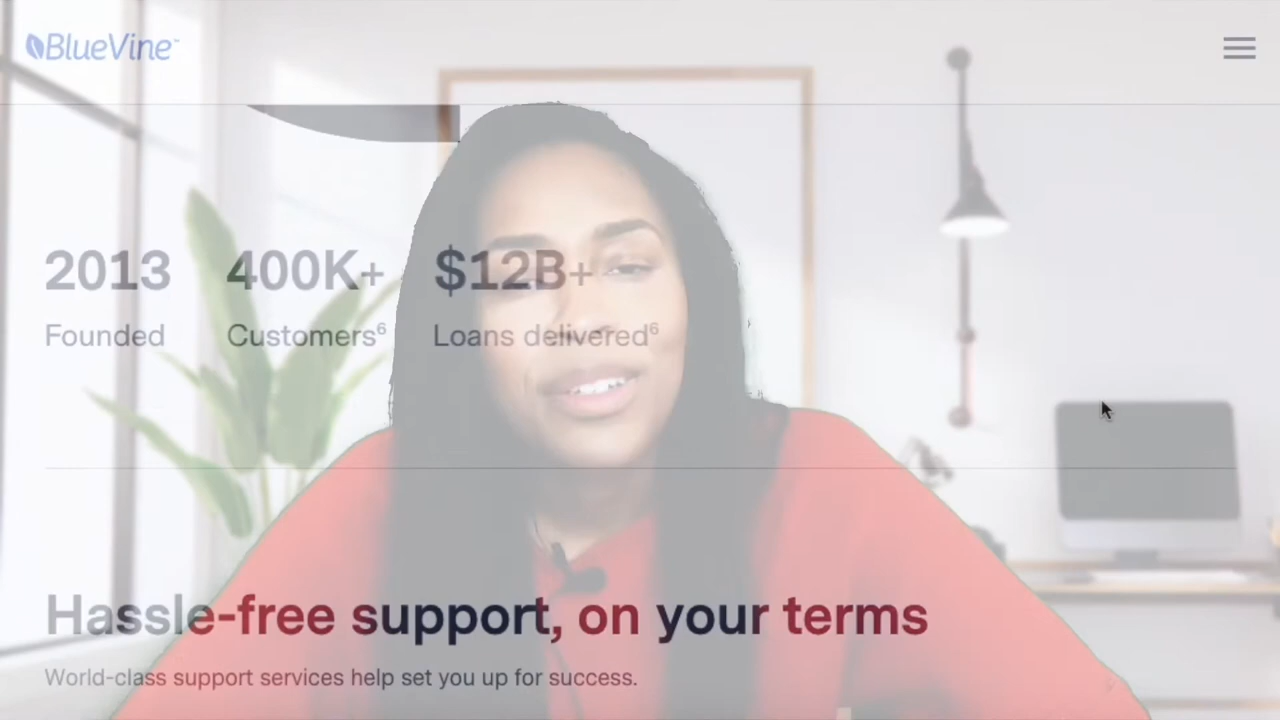 BlueVine™
2013 400K+ $12B+
Founded Customers⁶ Loans delivered⁶
Hassle-free support, on your terms
World-class support services help set you up for success.